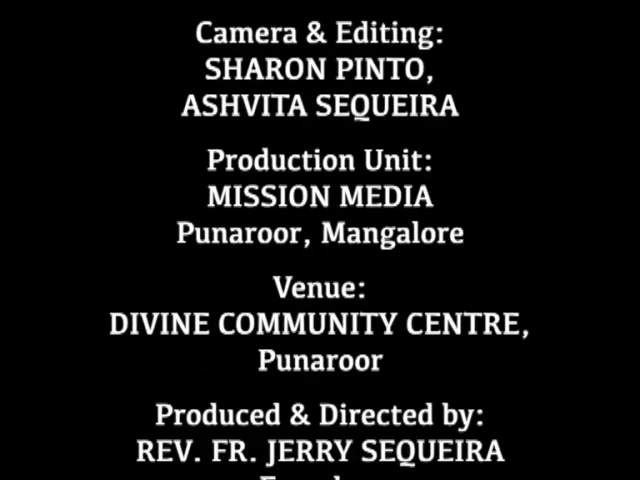 Camera & Editing:
SHARON PINTO,
ASHVITA SEQUEIRA
Production Unit:
MISSION MEDIA
Punaroor, Mangalore
Venue:
DIVINE COMMUNITY CENTRE,
Punaroor
Produced & Directed by:
REV. FR. JERRY SEQUEIRA